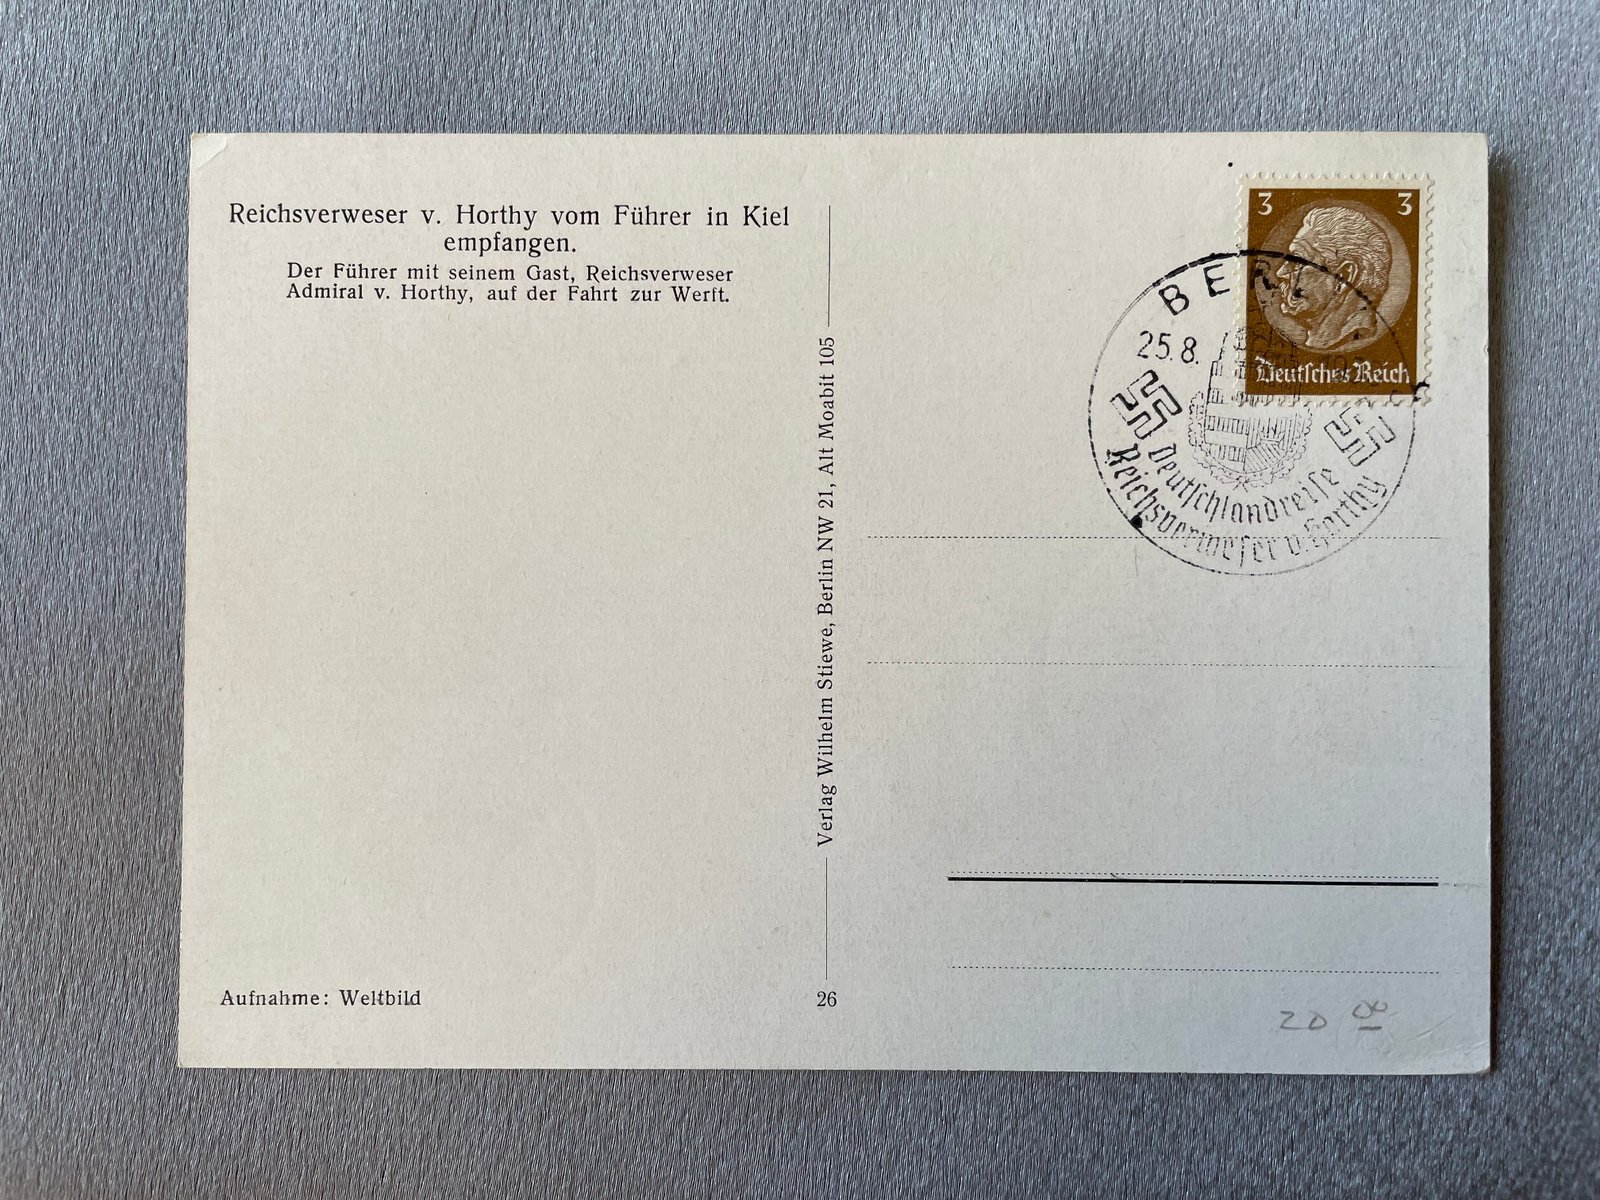 Reichsverweser v. Horthy vom Führer in Kiel
empfangen.
Der Führer mit seinem Gast, Reichsverweser
Admiral v. Horthy, auf der Fahrt zur Werft.
Aufnahme: Weltbild
Verlag Wilhelm Stiewe, Berlin NW 21, Alt Moabit 105
26
3 3
Deutsches Reich
BERL
25.8.
Deutschlandreise
Reichsverweser v. Horthy
20 00